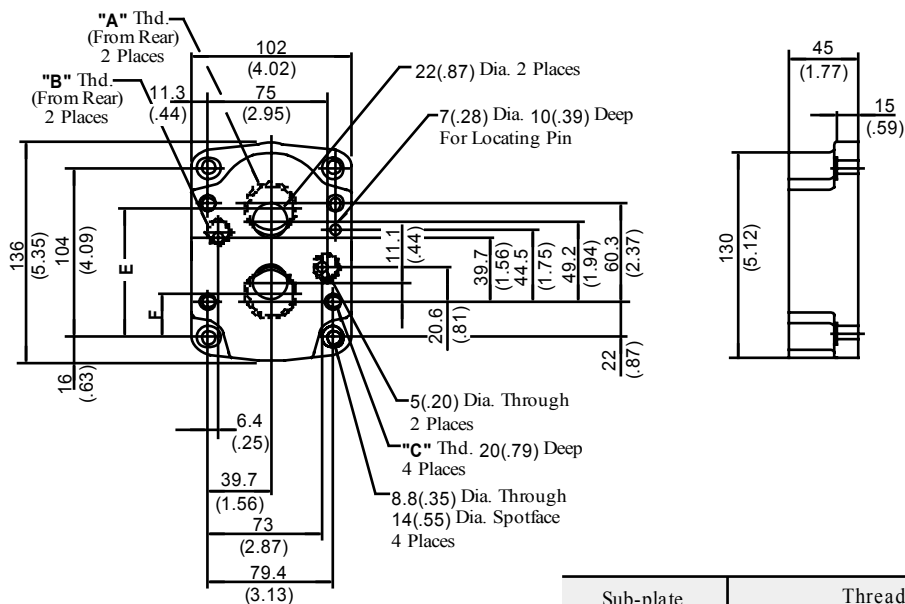 "A" Thd.
(From Rear)
2 Places
"B" Thd.
(From Rear)
2 Places
102
(4.02)
11.3
(.44)
75
(2.95)
22(.87) Dia. 2 Places
7(.28) Dia. 10(.39) Deep
For Locating Pin
45
(1.77)
15
(.59)
136
(5.35)
104
(4.09)
E
F
16
(.63)
11.1
(.44)
39.7
(1.56)
44.5
(1.75)
49.2
(1.94)
60.3
(2.37)
20.6
(.81)
22
(.87)
130
(5.12)
6.4
(.25)
39.7
(1.56)
73
(2.87)
79.4
(3.13)
5(.20) Dia. Through
2 Places
"C" Thd. 20(.79) Deep
4 Places
8.8(.35) Dia. Through
14(.55) Dia. Spotface
4 Places
Sub-plate
Thread